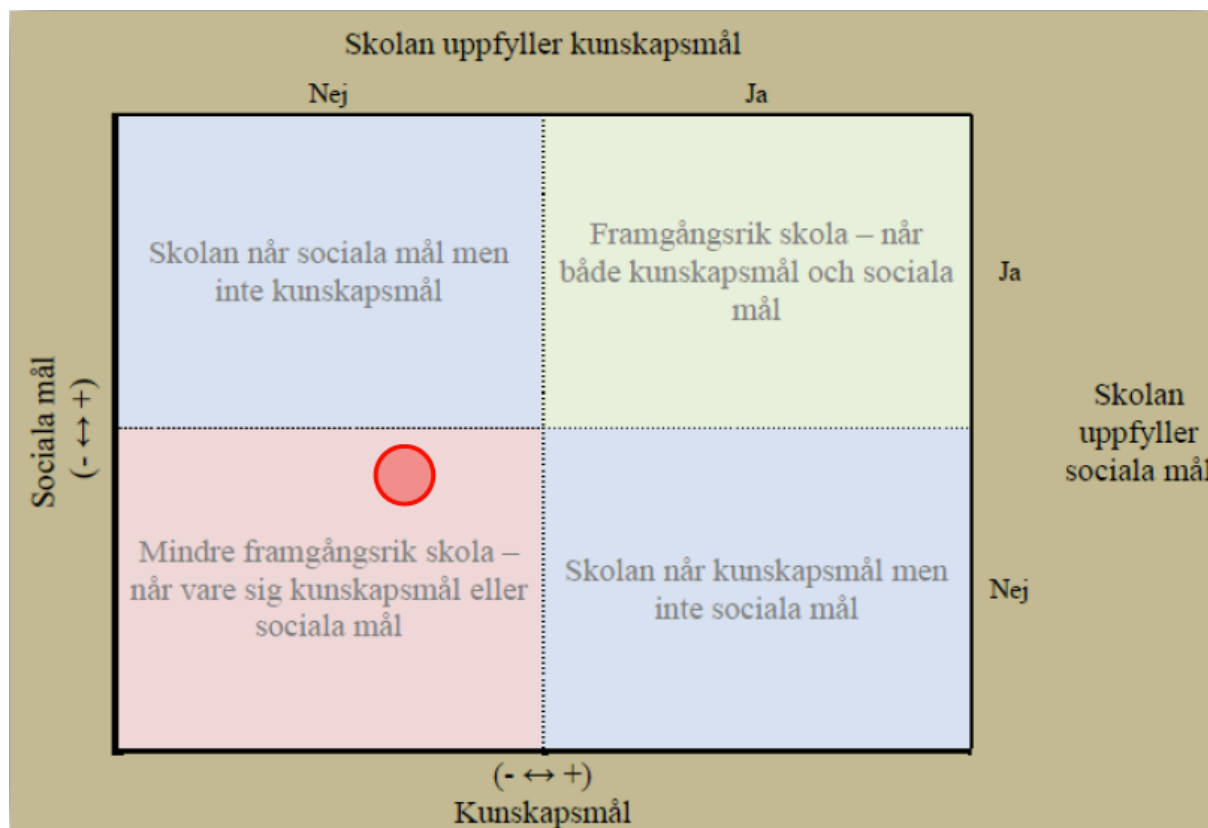 Skolan uppfyller kunskapsmål
Nej
Ja
Skolan når sociala mål men
inte kunskapsmål
Framgångsrik skola – når
både kunskapsmål och sociala
mål
Ja
Sociala mål
(- ↔ +)
Skolan
uppfyller
sociala mål
Mindre framgångsrik skola –
når vare sig kunskapsmål eller
sociala mål
Skolan når kunskapsmål men
inte sociala mål
Nej
(- ↔ +)
Kunskapsmål